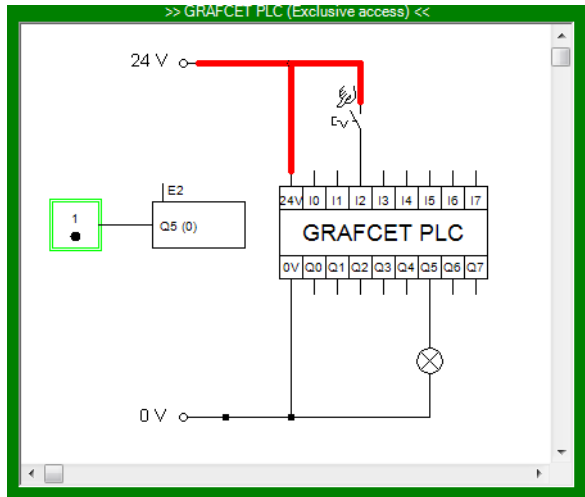 >> GRAFCET PLC (Exclusive access) <<
24 V
E2
1
Q5 (0)
24V I0 I1 I2 I3 I4 I5 I6 I7
GRAFCET PLC
0V Q0 Q1 Q2 Q3 Q4 Q5 Q6 Q7
0 V